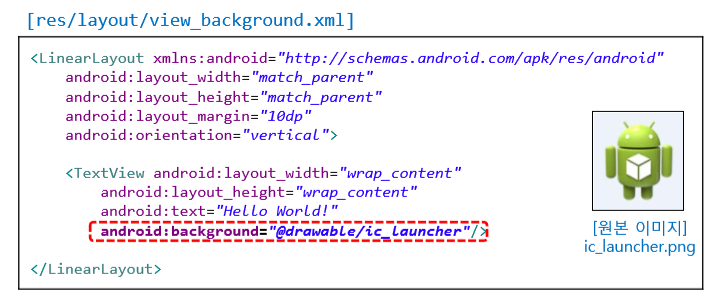 [res/layout/view_background.xml]
<LinearLayout xmlns:android="http://schemas.android.com/apk/res/android"
    android:layout_width="match_parent"
    android:layout_height="match_parent"
    android:layout_margin="10dp"
    android:orientation="vertical">
    <TextView android:layout_width="wrap_content"
        android:layout_height="wrap_content"
        android:text="Hello World!"
        android:background="@drawable/ic_launcher"/>
</LinearLayout>
[원본 이미지]
ic_launcher.png